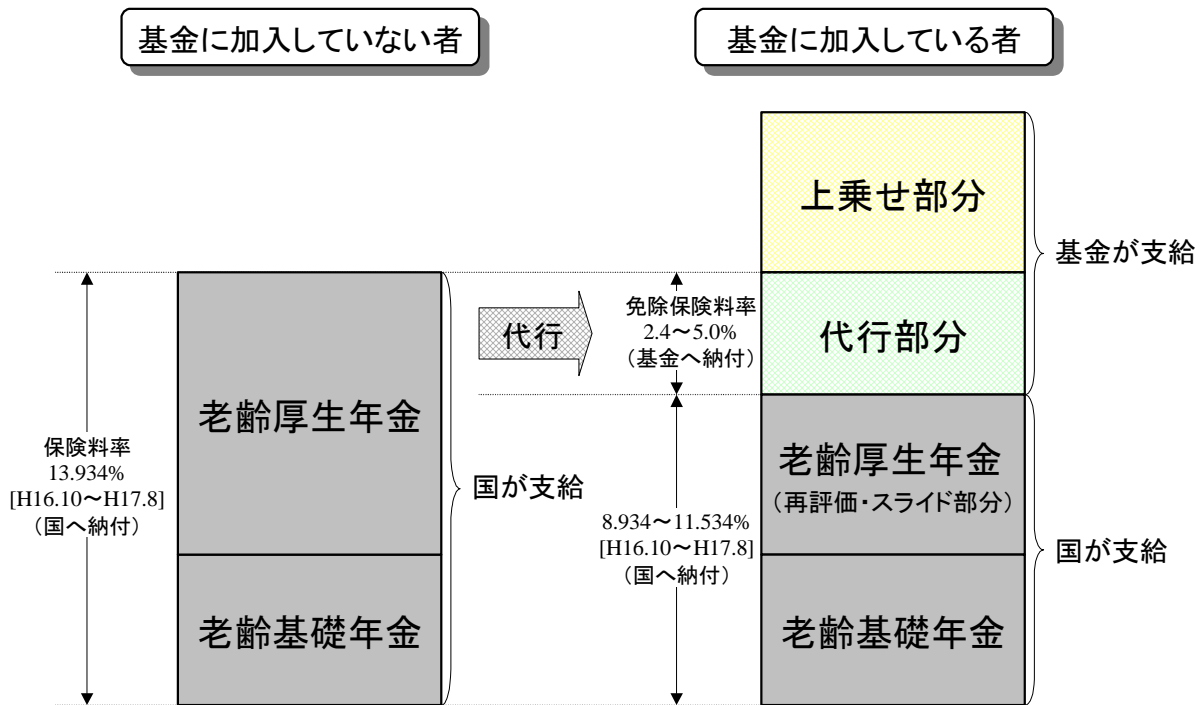 基金に加入していない者
基金に加入している者
上乗せ部分
基金が支給
代行
免除保険料率
2.4～5.0%
（基金へ納付）
代行部分
老齢厚生年金
保険料率
13.934%
[H16.10～H17.8]
（国へ納付）
国が支給
老齢厚生年金
（再評価・スライド部分）
8.934～11.534%
[H16.10～H17.8]
（国へ納付）
国が支給
老齢基礎年金
老齢基礎年金